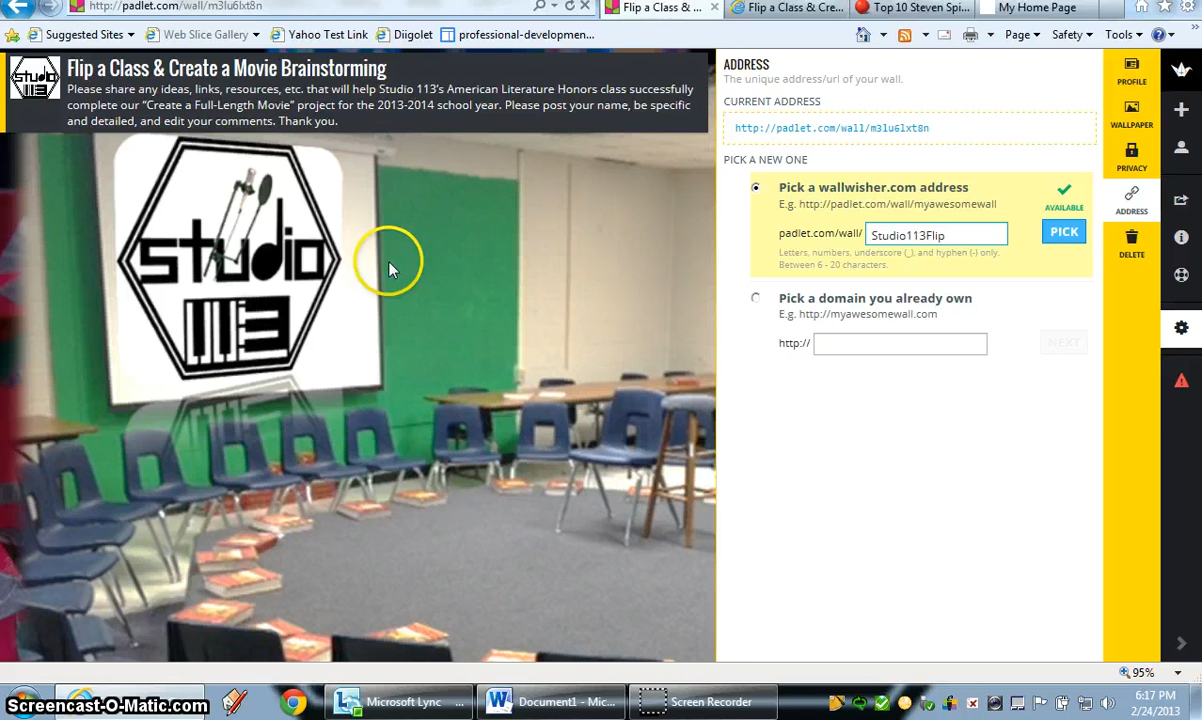 http://padlet.com/wall/m3lu6lxt8n
Flip a Class & ...
Flip a Class & Cre...
Top 10 Steven Spi...
My Home Page
Suggested Sites
Web Slice Gallery
Yahoo Test Link
Diigolet
professional-developmen...
Page
Safety
Tools
Flip a Class & Create a Movie Brainstorming
Please share any ideas, links, resources, etc. that will help Studio 113's American Literature Honors class successfully
complete our "Create a Full-Length Movie" project for the 2013-2014 school year. Please post your name, be specific
and detailed, and edit your comments. Thank you.
studio
113
studio
113
ADDRESS
The unique address/url of your wall.
CURRENT ADDRESS
http://padlet.com/wall/m3lu6lxt8n
PICK A NEW ONE
Pick a wallwisher.com address
E.g. http://padlet.com/wall/myawesomewall
padlet.com/wall/ Studio113Flip
AVAILABLE
PICK
Letters, numbers, underscore (_), and hyphen (-) only.
Between 6 - 20 characters.
Pick a domain you already own
E.g. http://myawesomewall.com
http://
NEXT
PROFILE
WALLPAPER
PRIVACY
ADDRESS
DELETE
95%
Screencast-O-Matic.com
Microsoft Lync
Document1 - Mic...
Screen Recorder
6:17 PM
2/24/2013